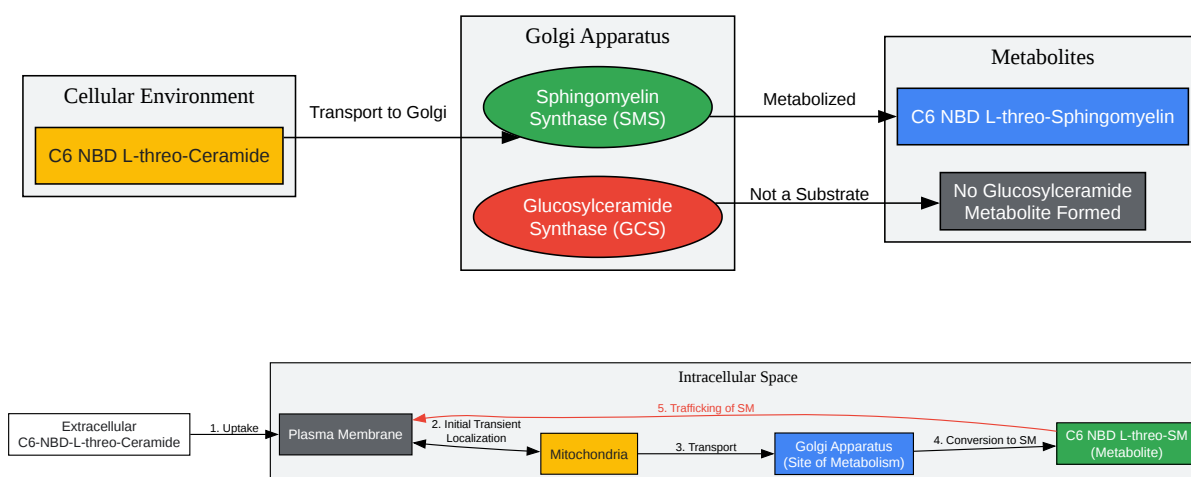 Golgi Apparatus
Metabolites
Cellular Environment
Sphingomyelin
Synthase (SMS)
Transport to Golgi
Metabolized
C6 NBD L-threo-Sphingomyelin
C6 NBD L-threo-Ceramide
Glucosylceramide
Synthase (GCS)
Not a Substrate
No Glucosylceramide
Metabolite Formed
Intracellular Space
5. Trafficking of SM
Extracellular
C6-NBD-L-threo-Ceramide
1. Uptake
Plasma Membrane
2. Initial Transient
Localization
Mitochondria
3. Transport
Golgi Apparatus
(Site of Metabolism)
4. Conversion to SM
C6 NBD L-threo-SM
(Metabolite)